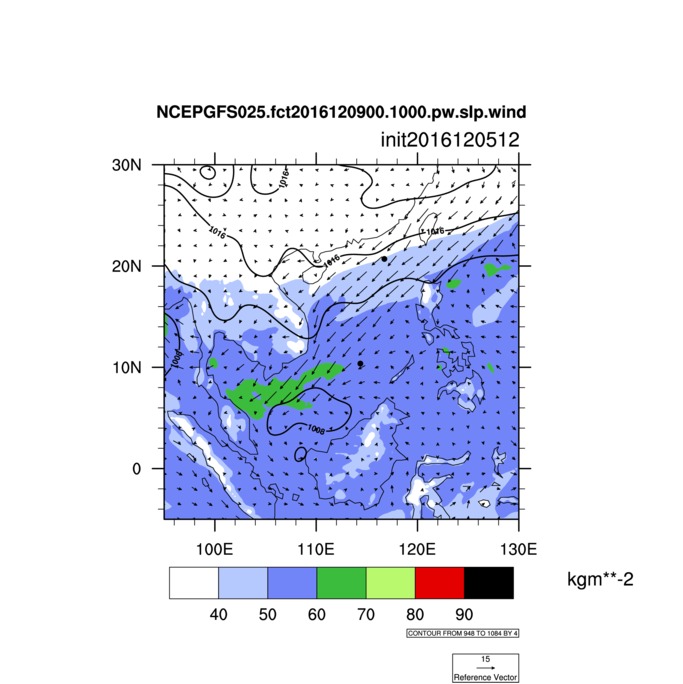 NCEPGFS025.fct2016120900.1000.pw.slp.wind
init2016120512
30N
1016
1016
1016
1016
20N
1008
10N
1008
0
100E 110E 120E 130E
kgm**-2
40 50 60 70 80 90
CONTOUR FROM 948 TO 1084 BY 4
15
Reference Vector